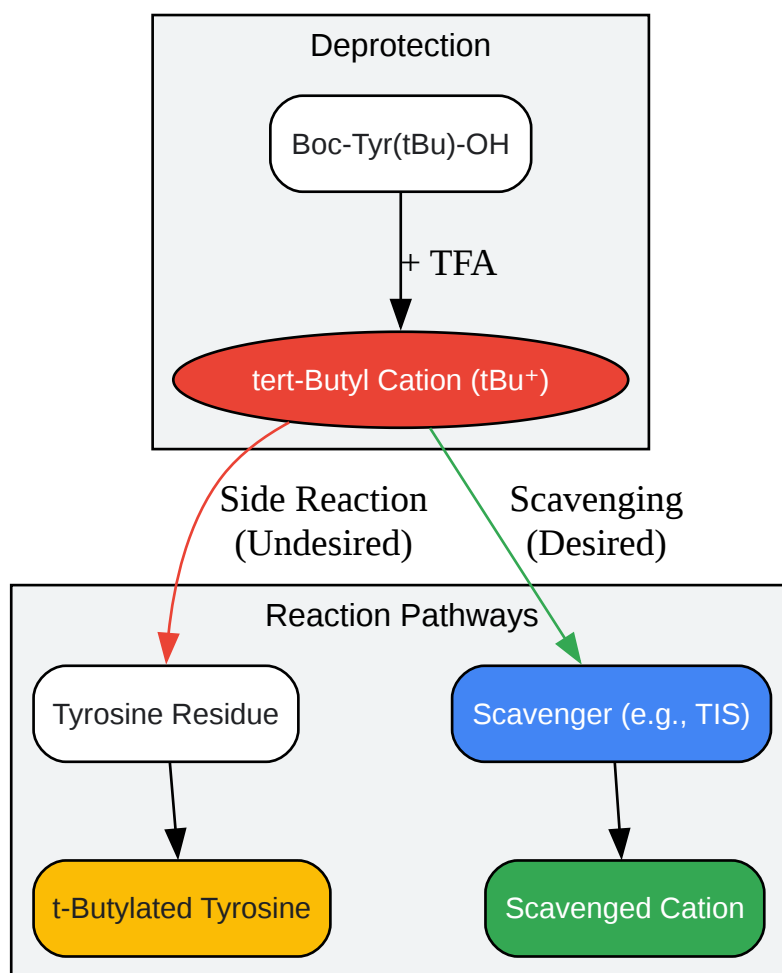 Deprotection
Boc-Tyr(tBu)-OH
+ TFA
tert-Butyl Cation (tBu⁺)
Side Reaction
(Undesired)
Scavenging
(Desired)
Reaction Pathways
Tyrosine Residue
Scavenger (e.g., TIS)
t-Butylated Tyrosine
Scavenged Cation